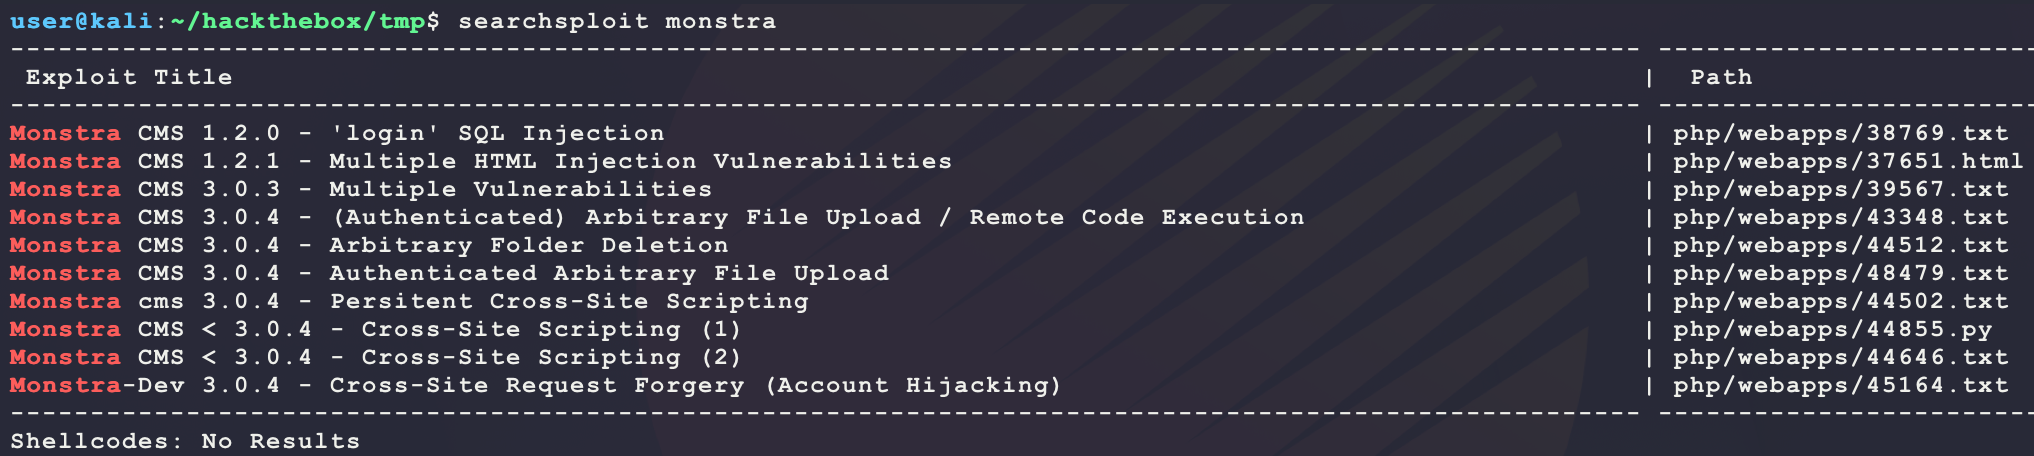 user@kali:~/hackthebox/tmp$ searchsploit monstra
------------------------------------------------------------------------------------------------------ ------------------------
 Exploit Title                                                                                        |  Path
------------------------------------------------------------------------------------------------------ ------------------------
Monstra CMS 1.2.0 - 'login' SQL Injection                                                             | php/webapps/38769.txt
Monstra CMS 1.2.1 - Multiple HTML Injection Vulnerabilities                                           | php/webapps/37651.html
Monstra CMS 3.0.3 - Multiple Vulnerabilities                                                          | php/webapps/39567.txt
Monstra CMS 3.0.4 - (Authenticated) Arbitrary File Upload / Remote Code Execution                     | php/webapps/43348.txt
Monstra CMS 3.0.4 - Arbitrary Folder Deletion                                                         | php/webapps/44512.txt
Monstra CMS 3.0.4 - Authenticated Arbitrary File Upload                                               | php/webapps/48479.txt
Monstra cms 3.0.4 - Persitent Cross-Site Scripting                                                    | php/webapps/44502.txt
Monstra CMS < 3.0.4 - Cross-Site Scripting (1)                                                        | php/webapps/44855.py
Monstra CMS < 3.0.4 - Cross-Site Scripting (2)                                                        | php/webapps/44646.txt
Monstra-Dev 3.0.4 - Cross-Site Request Forgery (Account Hijacking)                                    | php/webapps/45164.txt
------------------------------------------------------------------------------------------------------ ------------------------
Shellcodes: No Results